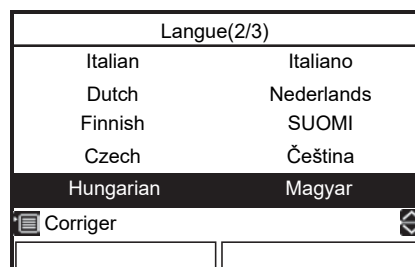 Langue(2/3)
Italian Italiano
Dutch Nederlands
Finnish SUOMI
Czech Čeština
Hungarian Magyar
Corriger